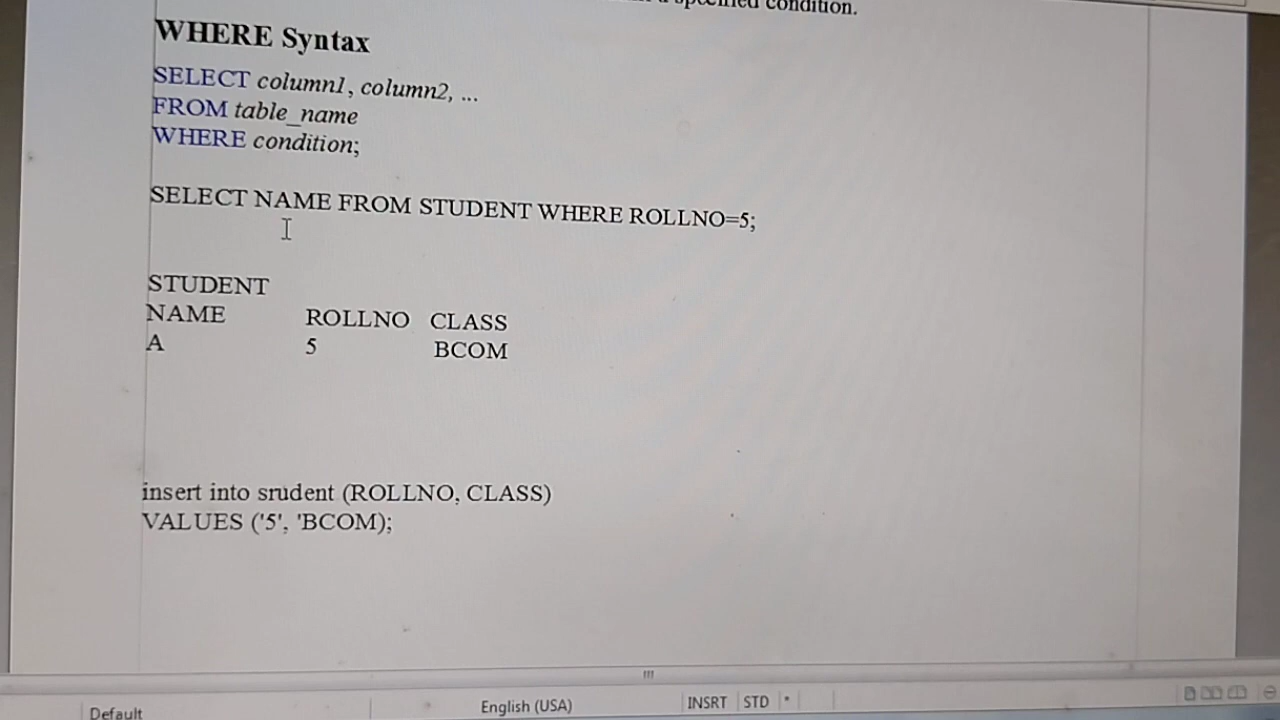 condition.
WHERE Syntax
SELECT column1, column2, ...
FROM table_name
WHERE condition;
SELECT NAME FROM STUDENT WHERE ROLLNO=5;
STUDENT
NAME ROLLNO CLASS
A 5 BCOM
insert into srudent (ROLLNO, CLASS)
VALUES ('5', 'BCOM);
Default English (USA) INSRT STD *